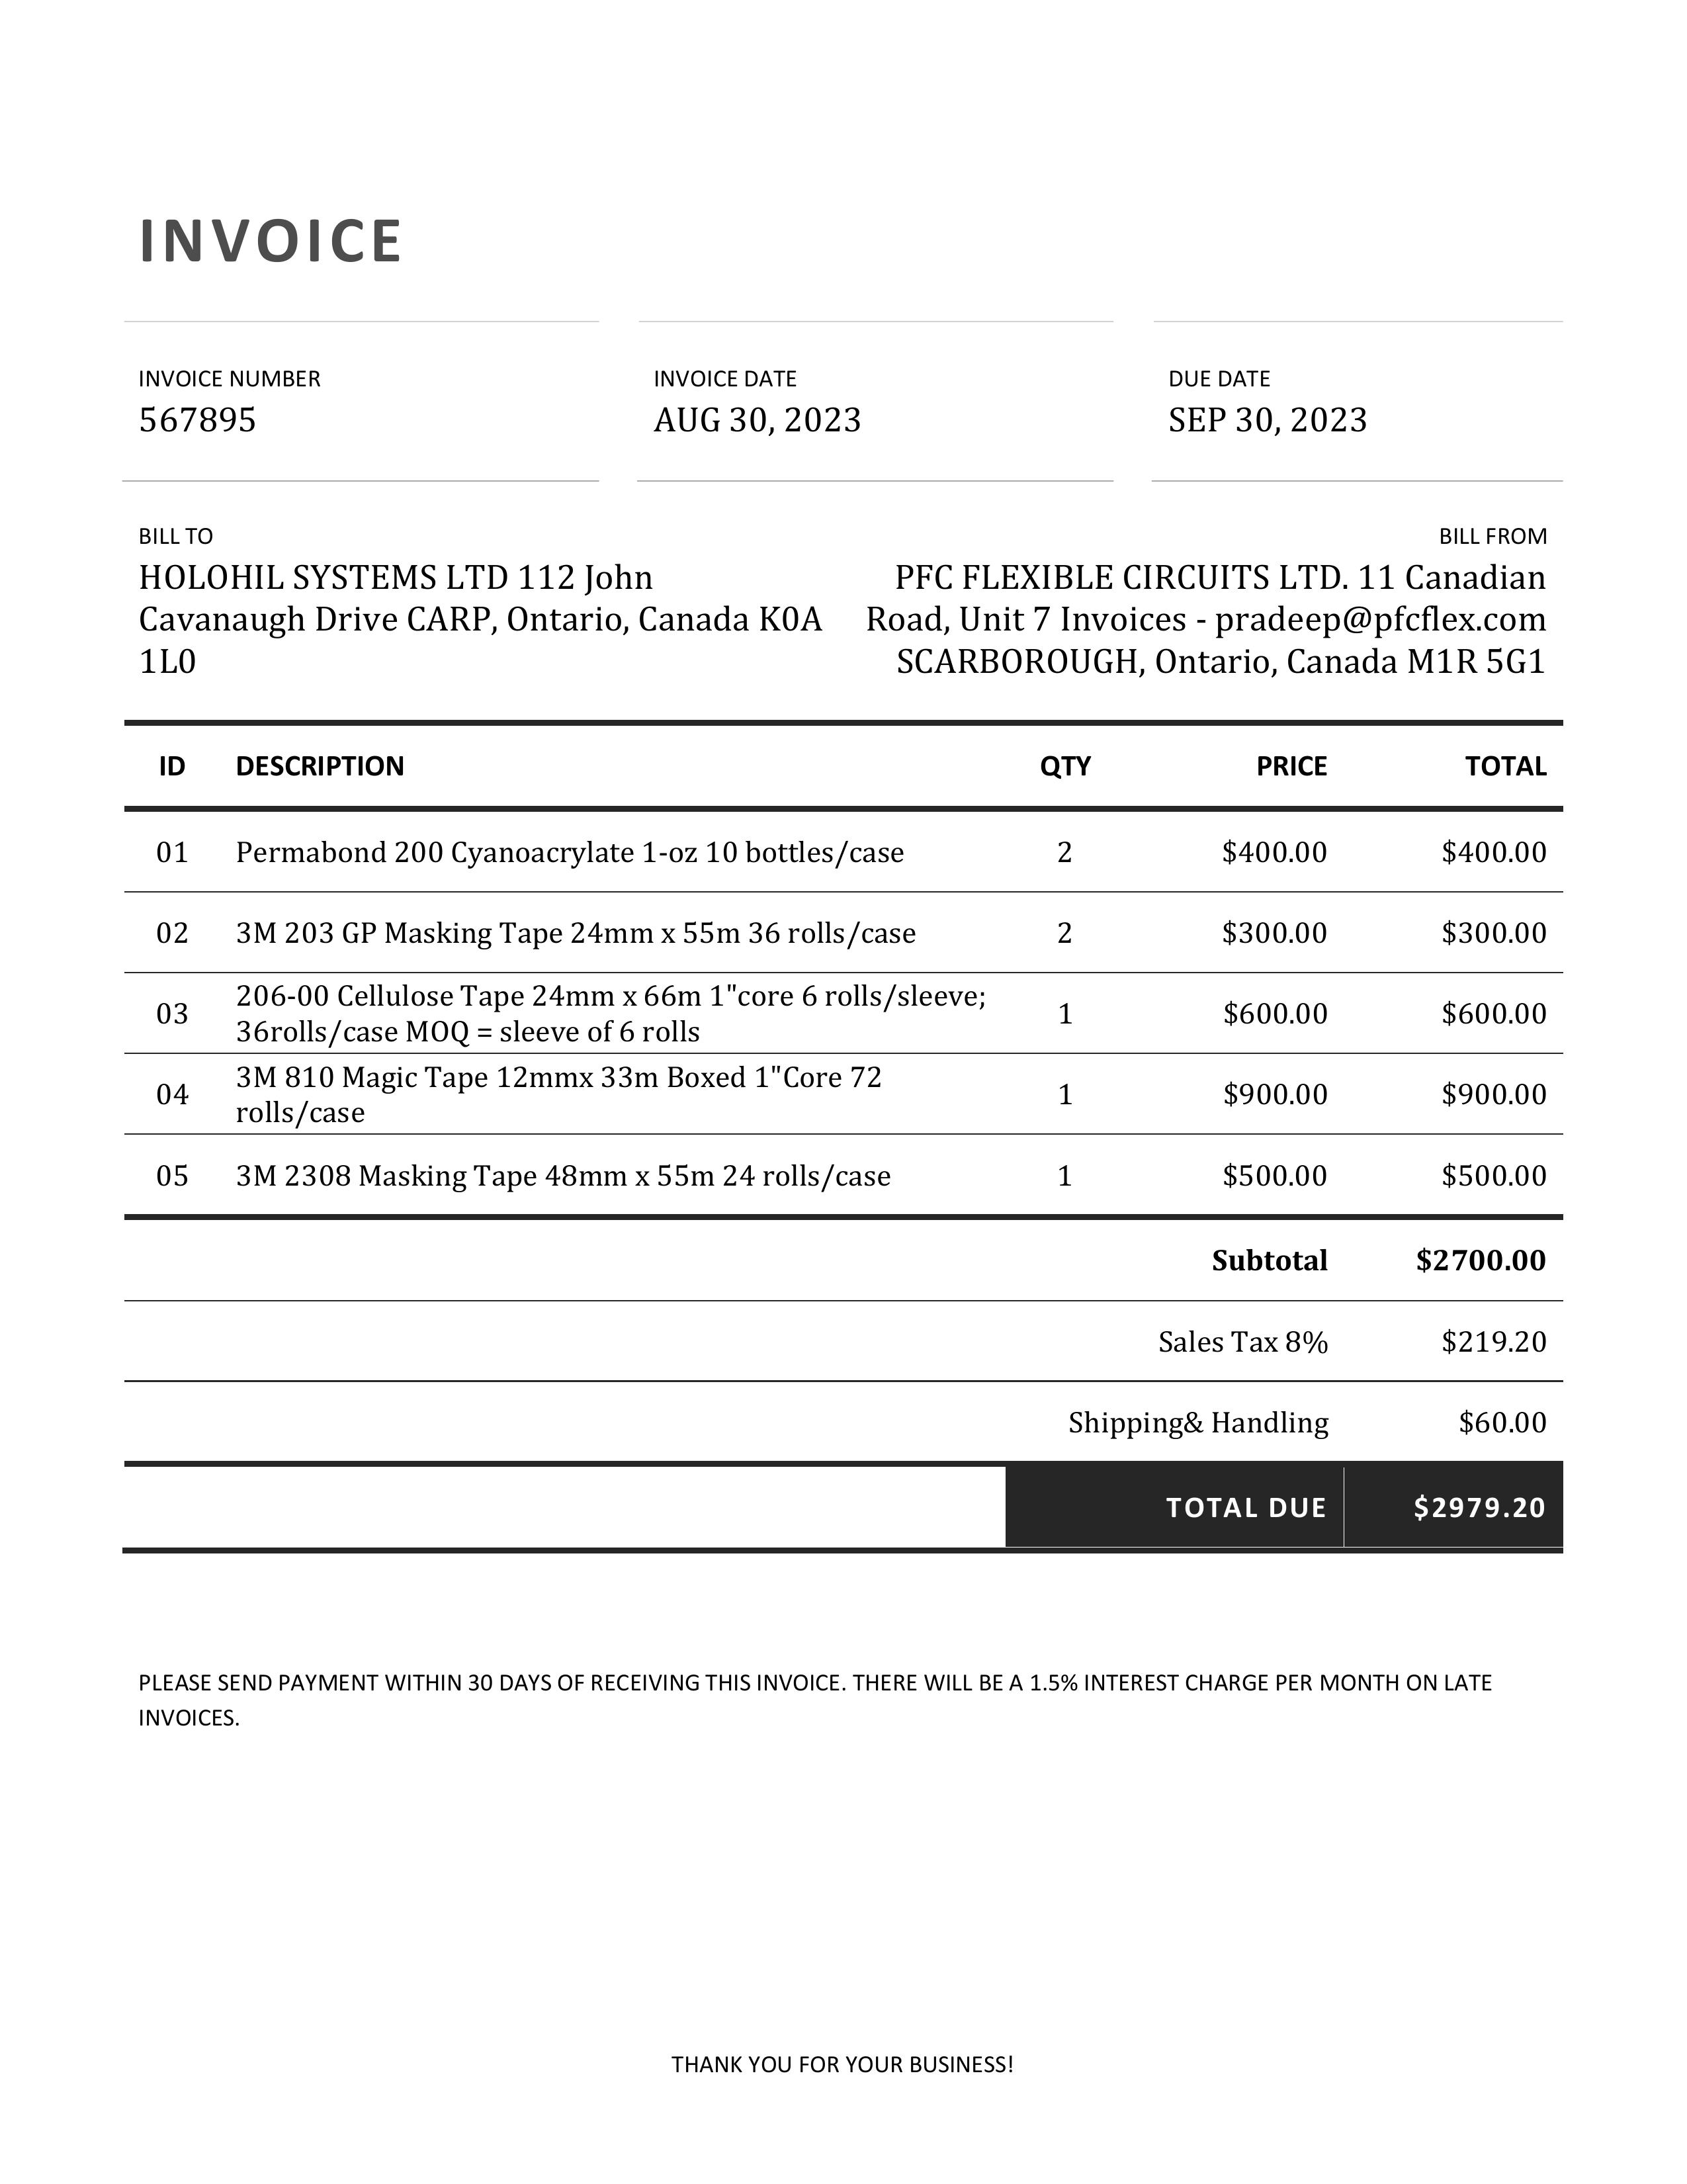 INVOICE
INVOICE NUMBER
567895
INVOICE DATE
AUG 30, 2023
DUE DATE
SEP 30, 2023
BILL TO
HOLOHIL SYSTEMS LTD 112 John
Cavanaugh Drive CARP, Ontario, Canada K0A
1L0
BILL FROM
PFC FLEXIBLE CIRCUITS LTD. 11 Canadian
Road, Unit 7 Invoices - pradeep@pfcflex.com
SCARBOROUGH, Ontario, Canada M1R 5G1
ID DESCRIPTION QTY PRICE TOTAL
01 Permabond 200 Cyanoacrylate 1-oz 10 bottles/case 2 $400.00 $400.00
02 3M 203 GP Masking Tape 24mm x 55m 36 rolls/case 2 $300.00 $300.00
03 206-00 Cellulose Tape 24mm x 66m 1"core 6 rolls/sleeve;
36rolls/case MOQ = sleeve of 6 rolls 1 $600.00 $600.00
04 3M 810 Magic Tape 12mmx 33m Boxed 1"Core 72
rolls/case 1 $900.00 $900.00
05 3M 2308 Masking Tape 48mm x 55m 24 rolls/case 1 $500.00 $500.00
Subtotal $2700.00
Sales Tax 8% $219.20
Shipping& Handling $60.00
TOTAL DUE $2979.20
PLEASE SEND PAYMENT WITHIN 30 DAYS OF RECEIVING THIS INVOICE. THERE WILL BE A 1.5% INTEREST CHARGE PER MONTH ON LATE
INVOICES.
THANK YOU FOR YOUR BUSINESS!